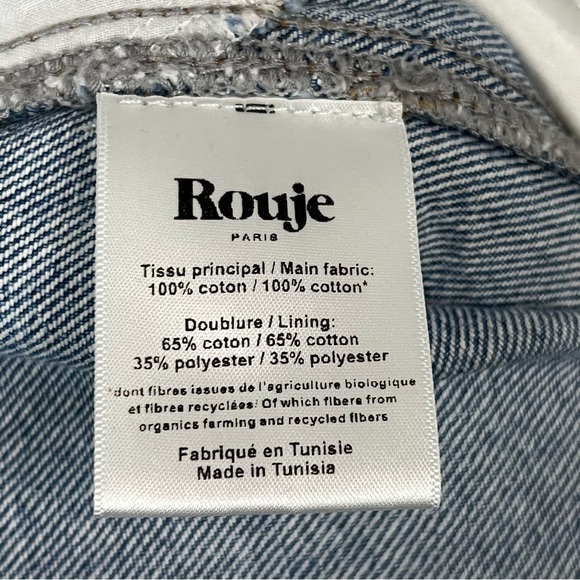 Rouje
PARIS
Tissu principal / Main fabric:
100% coton / 100% cotton*
Doublure / Lining:
65% coton / 65% cotton
35% polyester / 35% polyester
*dont fibres issues de l'agriculture biologique
et fibres recyclées/ Of which fibers from
organics farming and recycled fibers
Fabriqué en Tunisie
Made in Tunisia